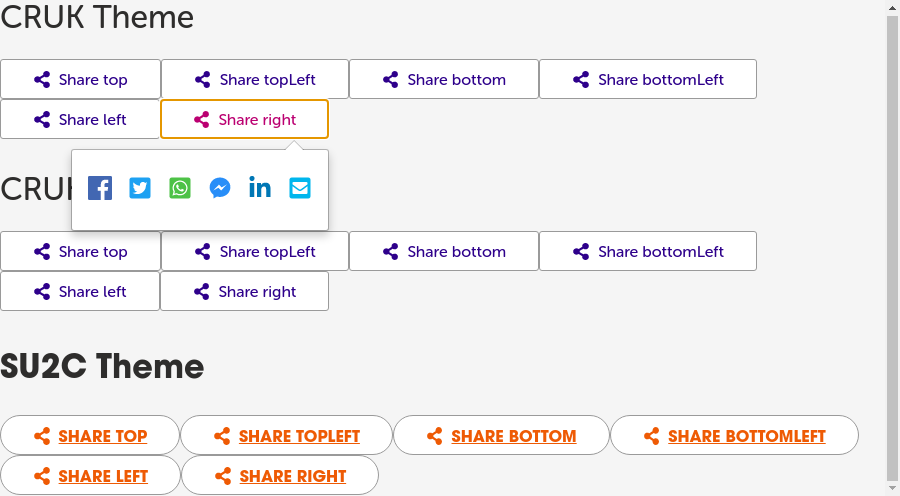 CRUK Theme
Share top Share topLeft Share bottom Share bottomLeft
Share left Share right
CRU
Share top Share topLeft Share bottom Share bottomLeft
Share left Share right
SU2C Theme
SHARE TOP SHARE TOPLEFT SHARE BOTTOM SHARE BOTTOMLEFT
SHARE LEFT SHARE RIGHT